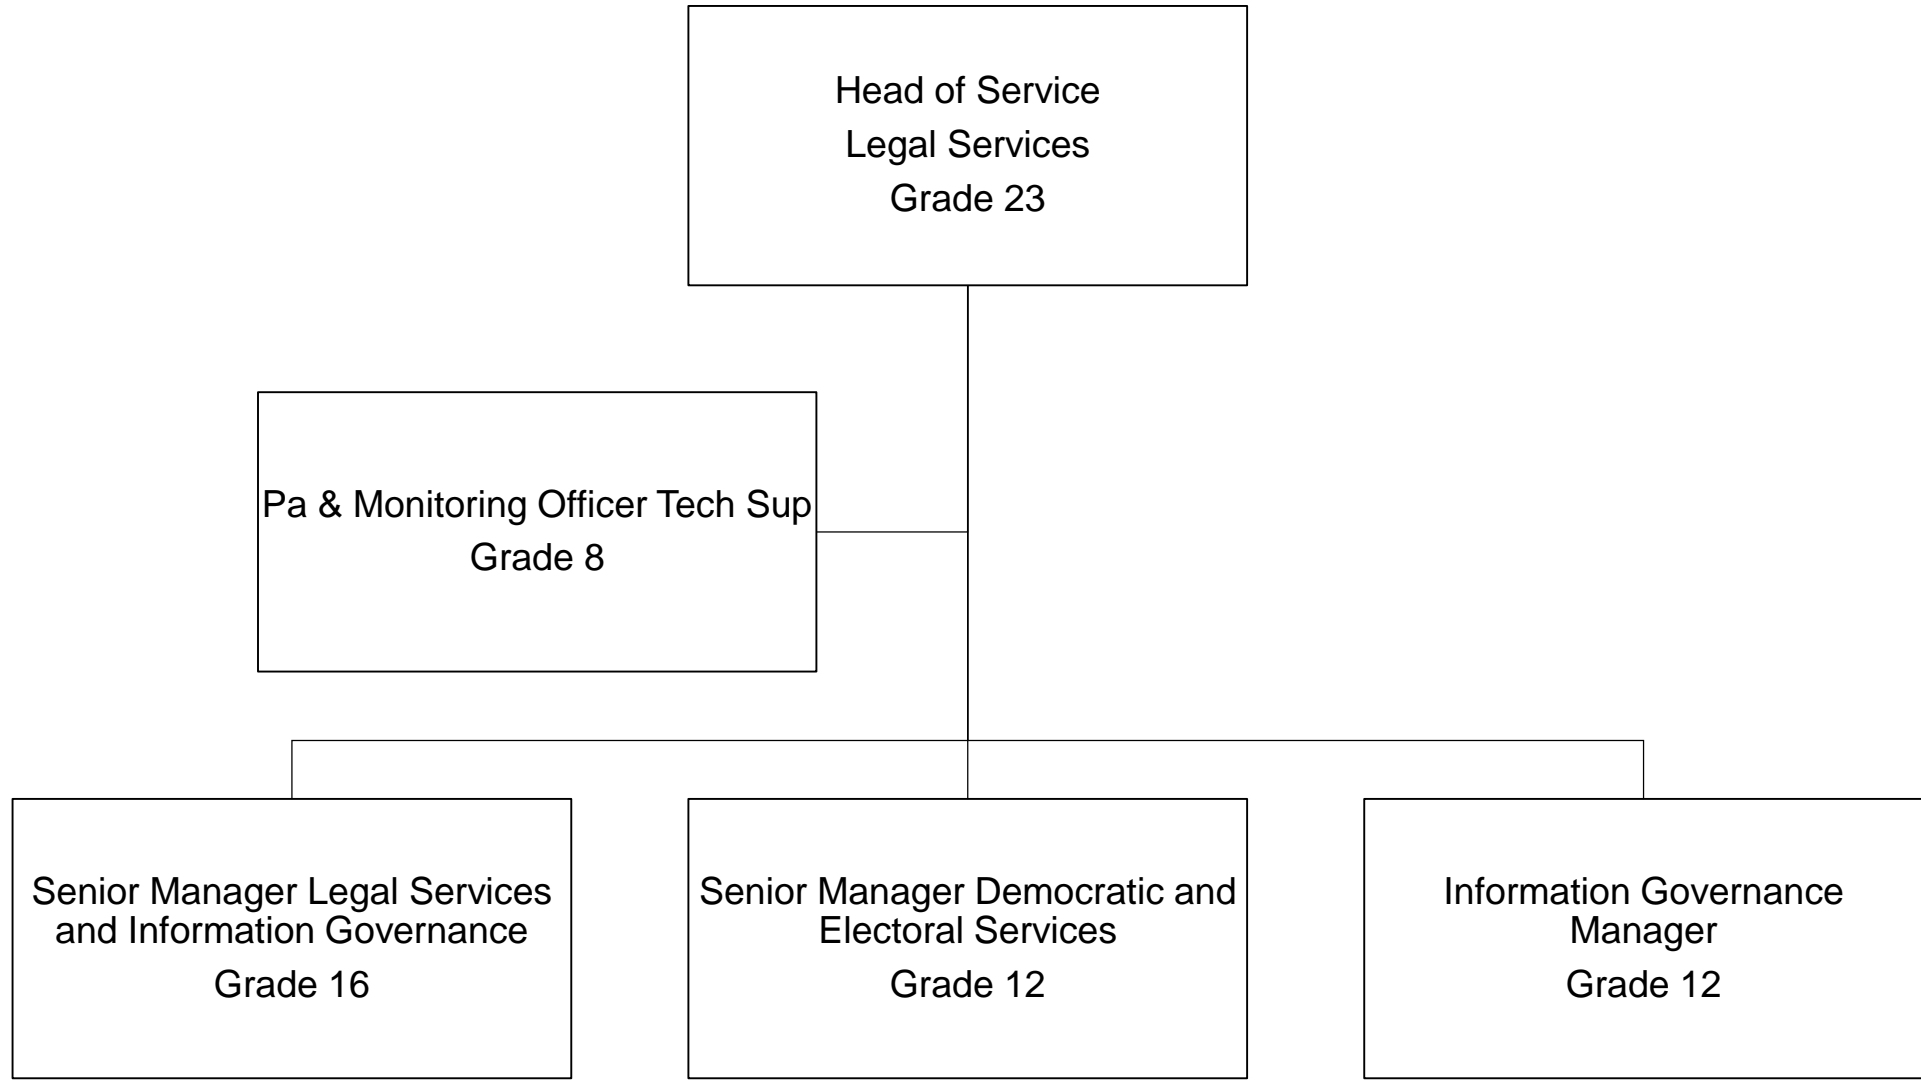 Head of Service
Legal Services
Grade 23
Pa & Monitoring Officer Tech Sup
Grade 8
Senior Manager Legal Services
and Information Governance
Grade 16
Senior Manager Democratic and
Electoral Services
Grade 12
Information Governance
Manager
Grade 12